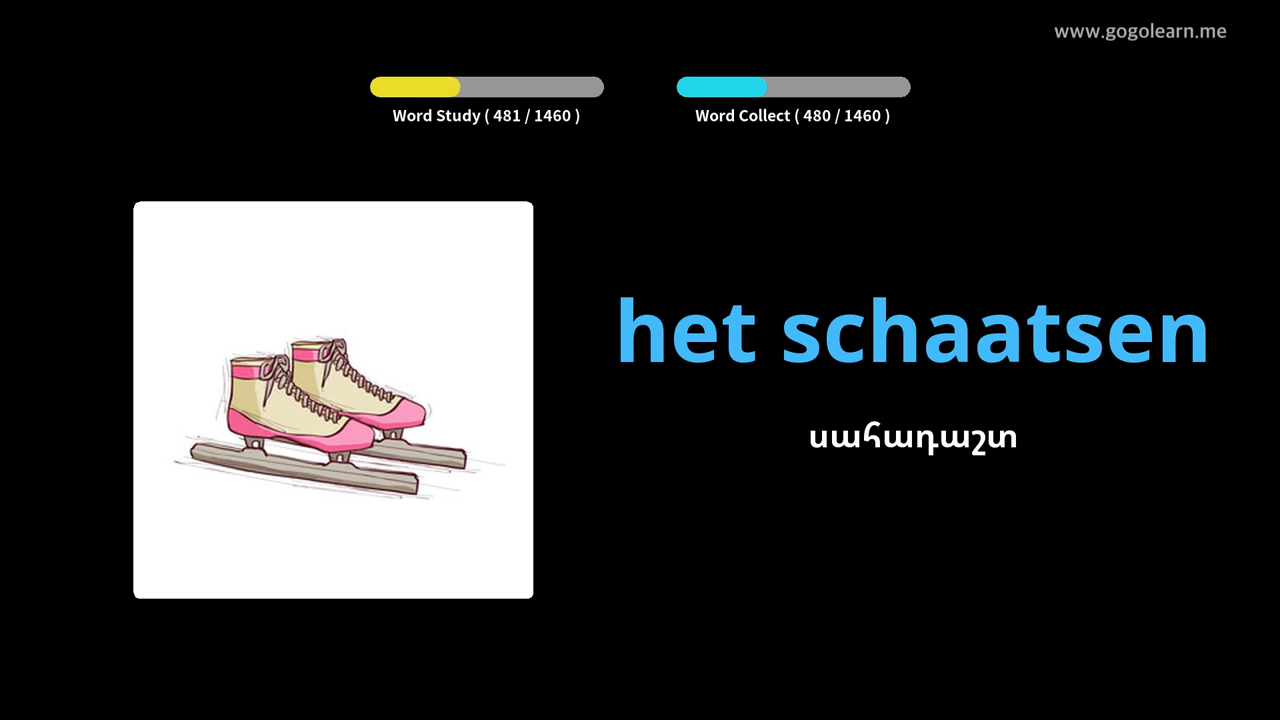 www.gogolearn.me
Word Study ( 481 / 1460 )
Word Collect ( 480 / 1460 )
het schaatsen
սահադաշտ